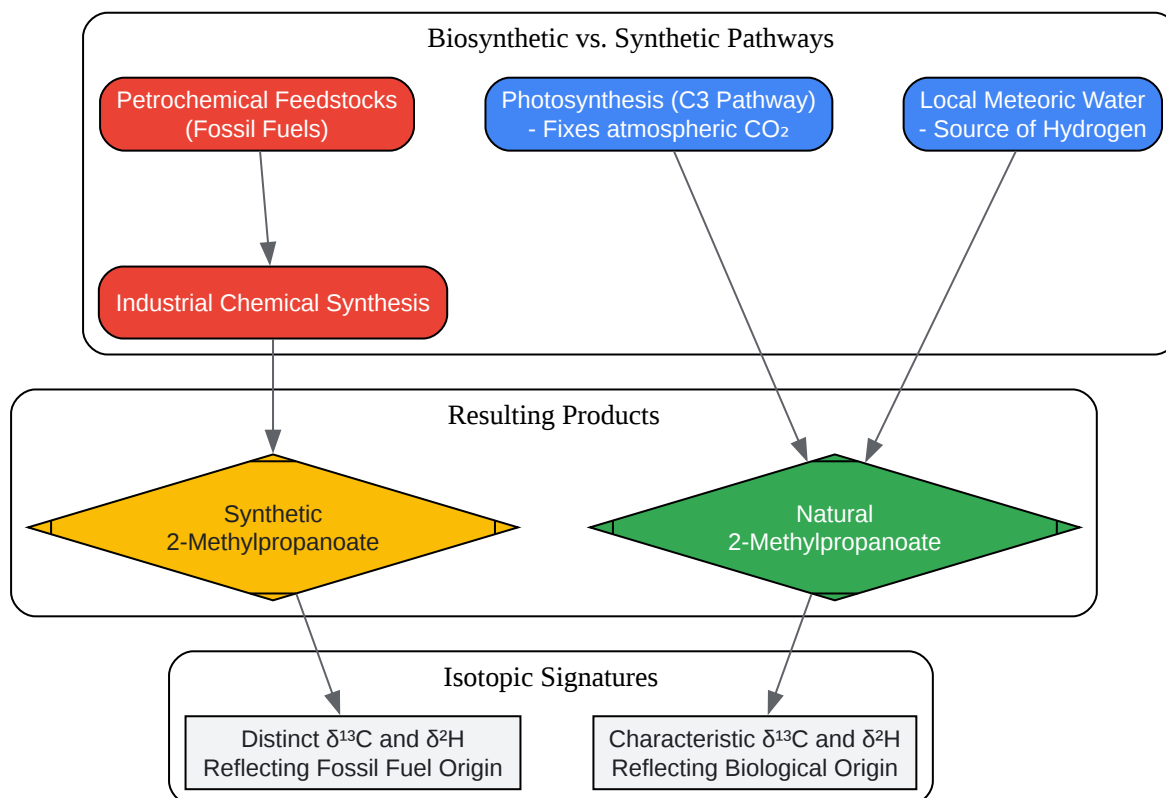 Biosynthetic vs. Synthetic Pathways
Petrochemical Feedstocks
(Fossil Fuels)
Photosynthesis (C3 Pathway)
- Fixes atmospheric CO₂
Local Meteoric Water
- Source of Hydrogen
Industrial Chemical Synthesis
Resulting Products
Synthetic
2-Methylpropanoate
Natural
2-Methylpropanoate
Isotopic Signatures
Distinct δ¹³C and δ²H
Reflecting Fossil Fuel Origin
Characteristic δ¹³C and δ²H
Reflecting Biological Origin